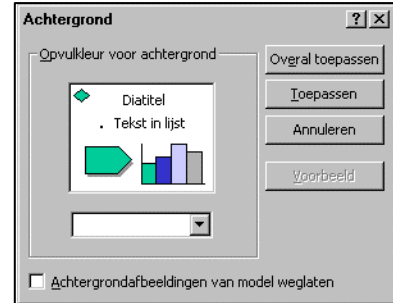 Achtergrond
Opvulkleur voor achtergrond
Diatitel
. Tekst in lijst
Overal toepassen
Toepassen
Annuleren
Voorbeeld
Achtergrondafbeeldingen van model weglaten